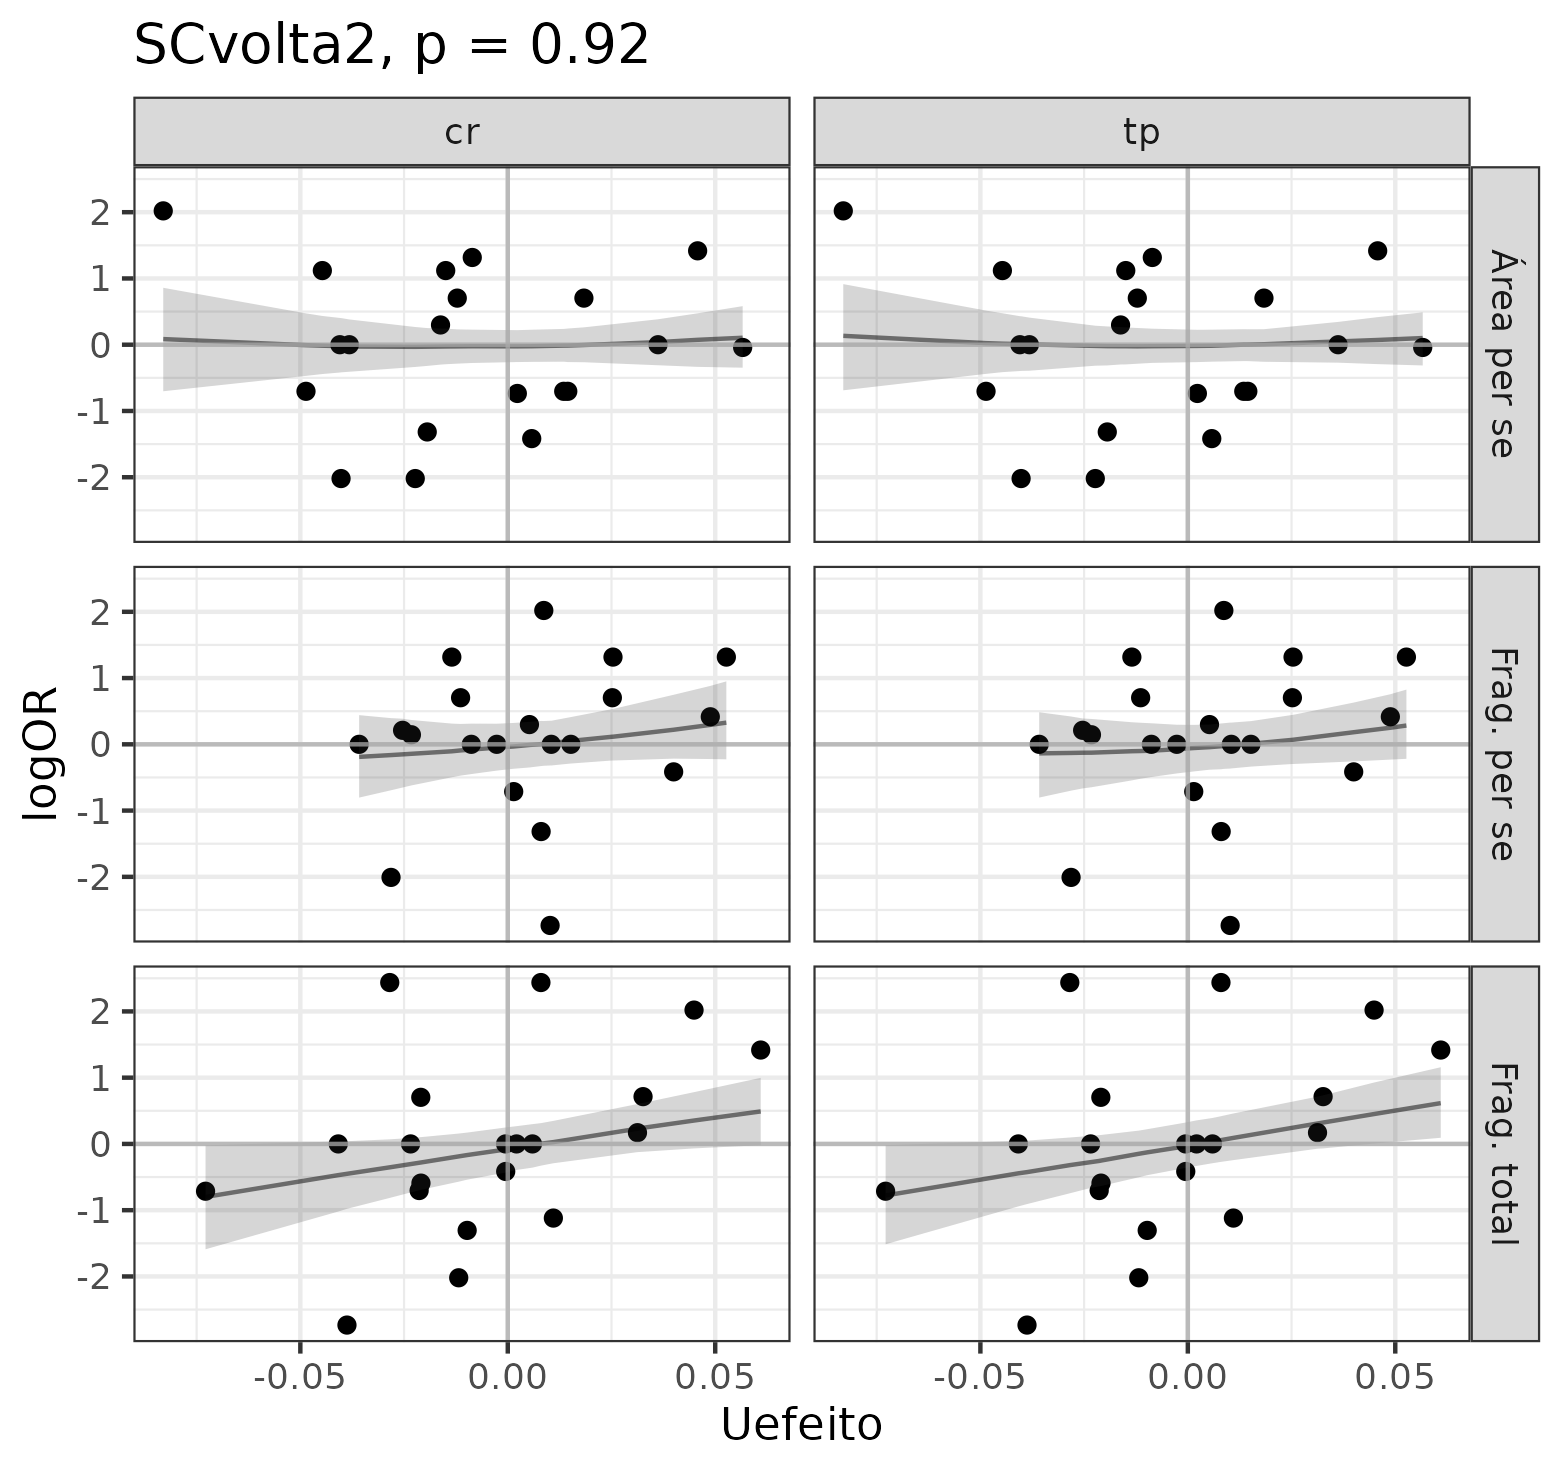 SCvolta2, p = 0.92
cr
tp
2
1
0
-1
-2
Área per se
2
1
0
-1
-2
Frag. per se
2
1
0
-1
-2
Frag. total
logOR
-0.05 0.00 0.05
-0.05 0.00 0.05
Uefeito